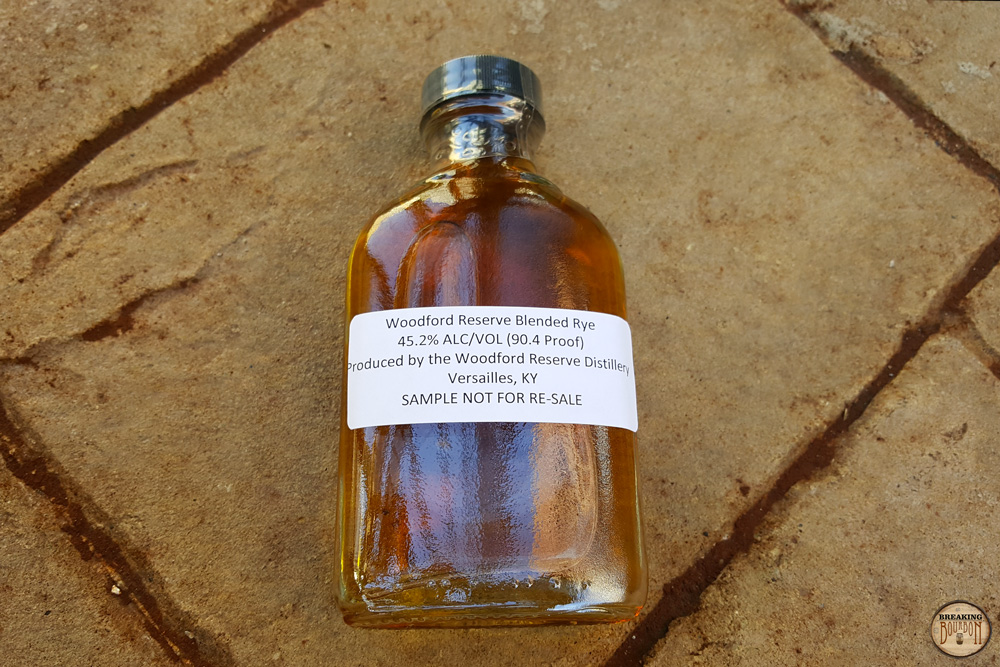 Woodford Reserve Blended Rye
45.2% ALC/VOL (90.4 Proof)
Produced by the Woodford Reserve Distillery
Versailles, KY
SAMPLE NOT FOR RE-SALE
BREAKING
BOURBON